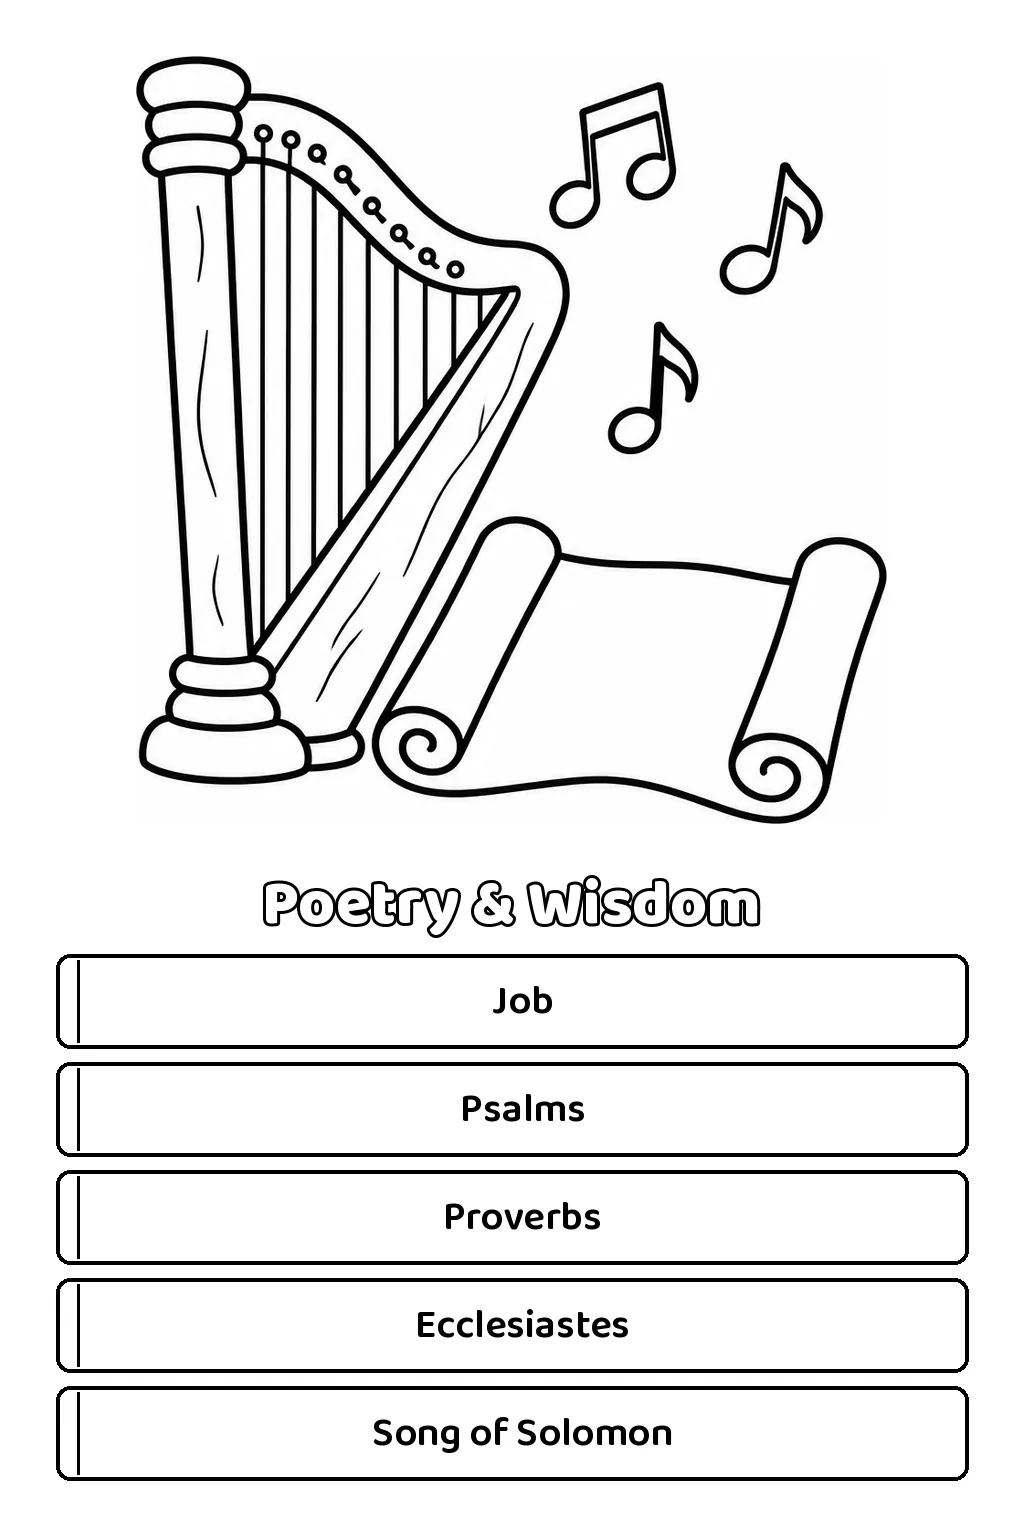 Poetry & Wisdom
Job
Psalms
Proverbs
Ecclesiastes
Song of Solomon